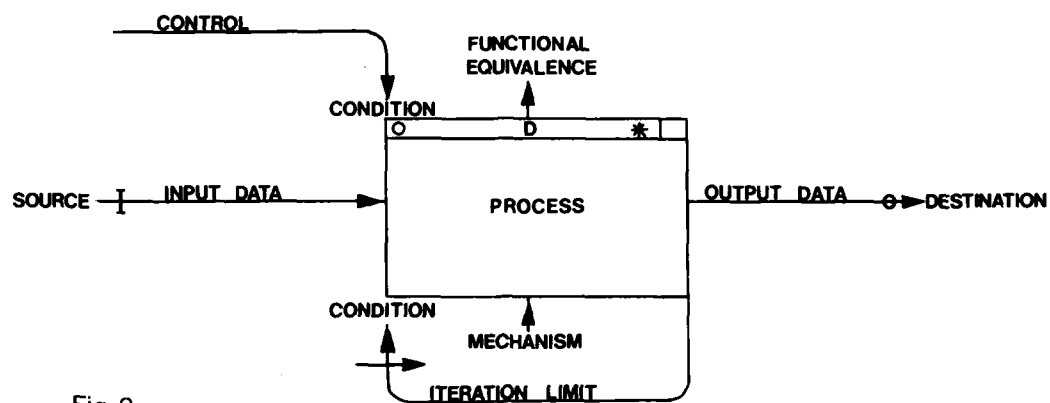 CONTROL
FUNCTIONAL
EQUIVALENCE
CONDITION
O D *
SOURCE I INPUT DATA PROCESS OUTPUT DATA DESTINATION
CONDITION
MECHANISM
ITERATION LIMIT